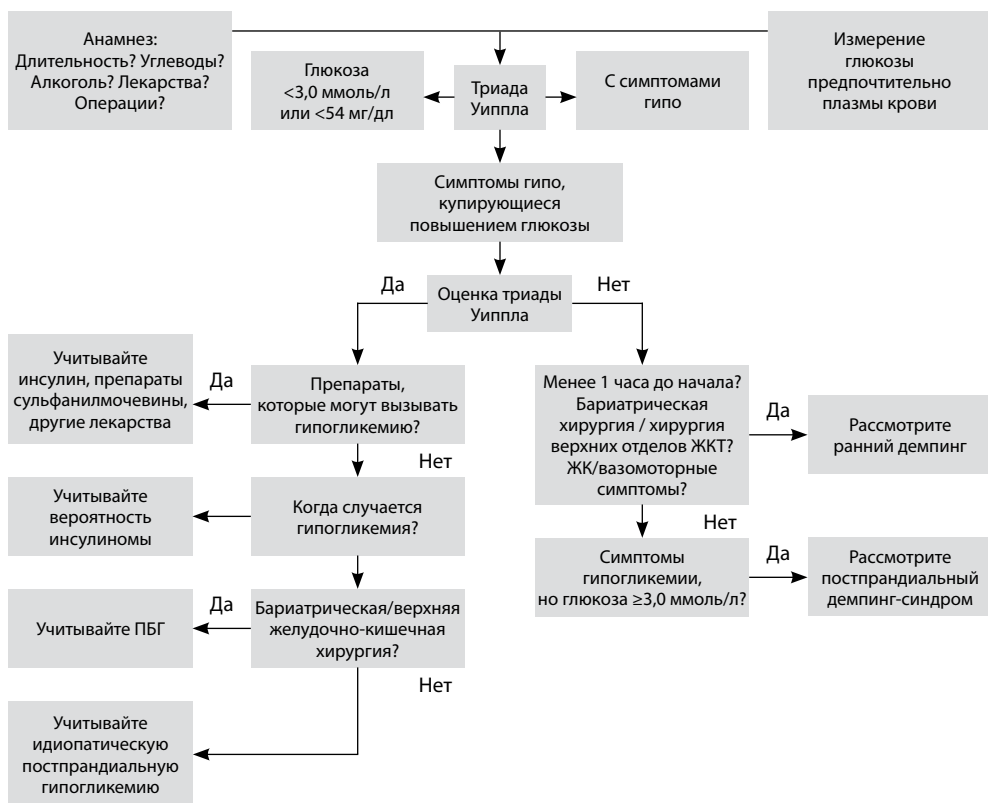 Анамнез:
Длительность? Углеводы?
Алкоголь? Лекарства?
Операции?
Глюкоза
<3,0 ммоль/л
или <54 мг/дл
Триада
Уиппла
С симптомами
гипо
Измерение
глюкозы
предпочтительно
плазмы крови
Симптомы гипо,
купирующиеся
повышением глюкозы
Да
Оценка триады
Уиппла
Нет
Учитывайте
инсулин, препараты
сульфанилмочевины,
другие лекарства
Да
Препараты,
которые могут вызывать
гипогликемию?
Менее 1 часа до начала?
Бариатрическая
хирургия / хирургия
верхних отделов ЖКТ?
ЖК/вазомоторные
симптомы?
Да
Рассмотрите
ранний демпинг
Нет
Учитывайте
вероятность
инсулиномы
Когда случается
гипогликемия?
Нет
Симптомы
гипогликемии,
но глюкоза ≥3,0 ммоль/л?
Да
Рассмотрите
постпрандиальный
демпинг-синдром
Учитывайте ПБГ
Да
Бариатрическая/верхняя
желудочно-кишечная
хирургия?
Нет
Учитывайте
идиопатическую
постпрандиальную
гипогликемию